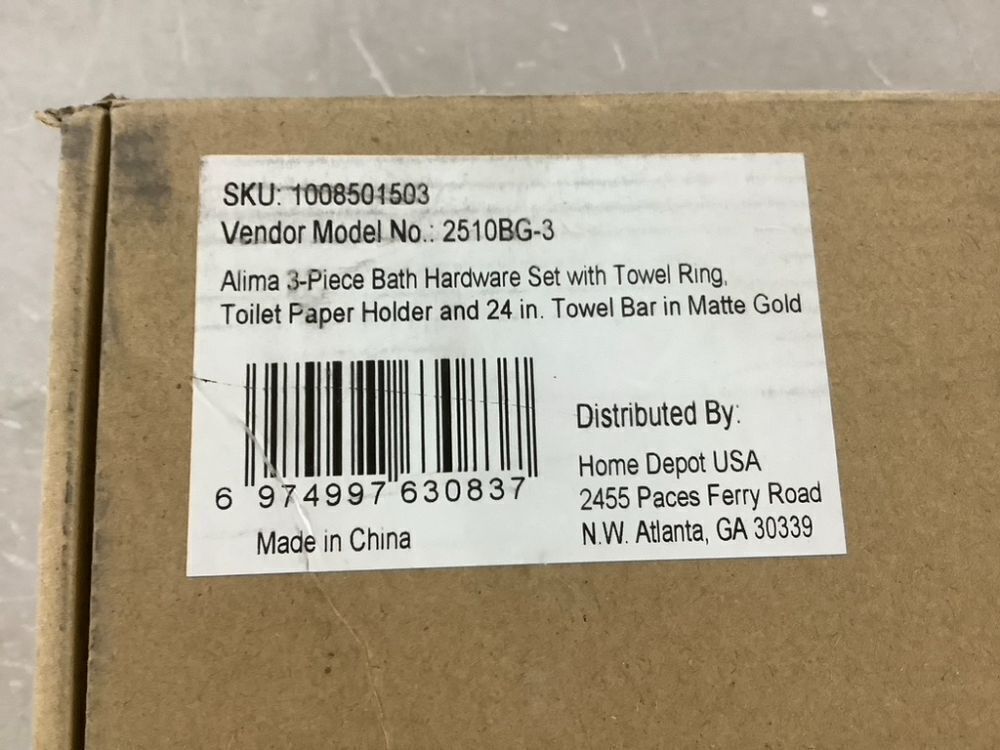 SKU: 1008501503
Vendor Model No.: 2510BG-3
Alima 3-Piece Bath Hardware Set with Towel Ring,
Toilet Paper Holder and 24 in. Towel Bar in Matte Gold
6 974997 630837
Made in China
Distributed By:
Home Depot USA
2455 Paces Ferry Road
N.W. Atlanta, GA 30339